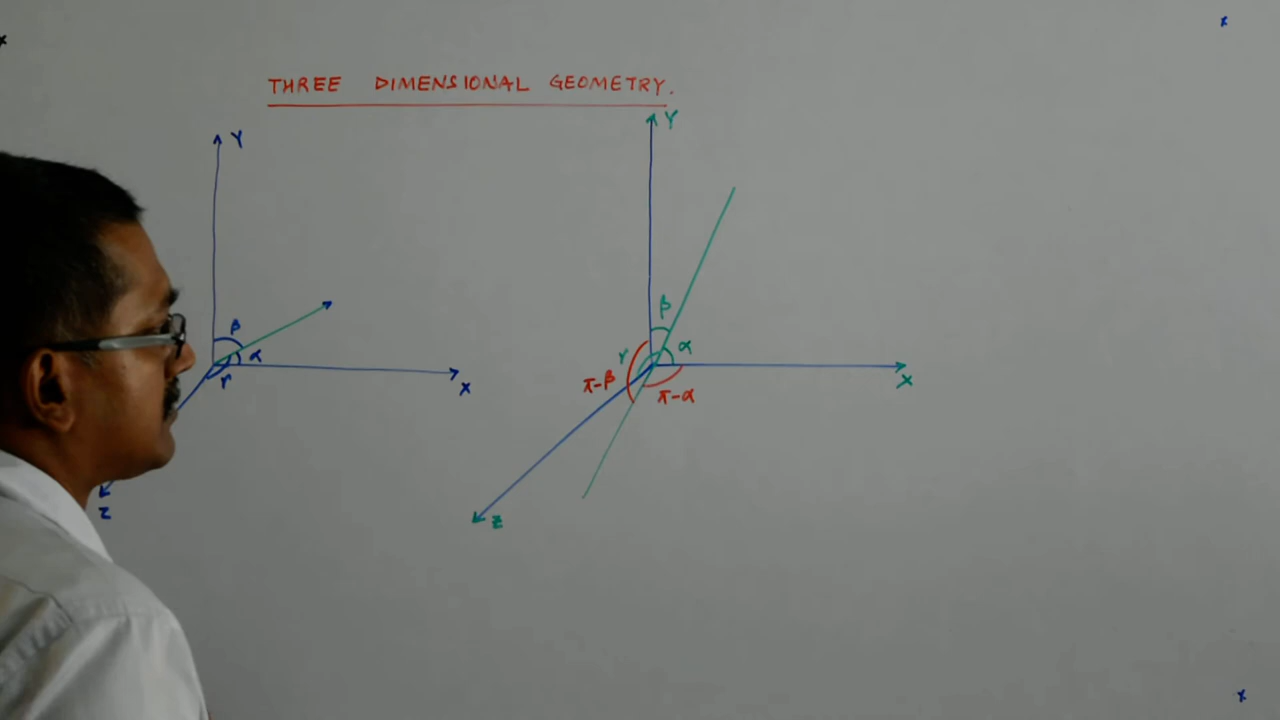 THREE DIMENSIONAL GEOMETRY.
Y
β
α
γ
X
Z
Y
β
α
γ
π-β
π-α
X
Z